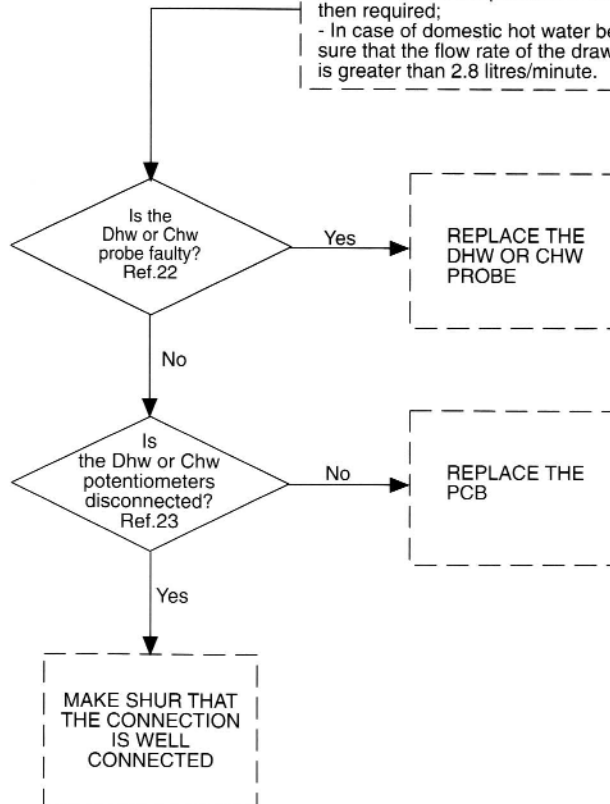 then required;
- In case of domestic hot water be
sure that the flow rate of the draw
is greater than 2.8 litres/minute.
Is the
Dhw or Chw
probe faulty?
Ref.22
Yes
REPLACE THE
DHW OR CHW
PROBE
No
Is
the Dhw or Chw
potentiometers
disconnected?
Ref.23
No
REPLACE THE
PCB
Yes
MAKE SHUR THAT
THE CONNECTION
IS WELL
CONNECTED